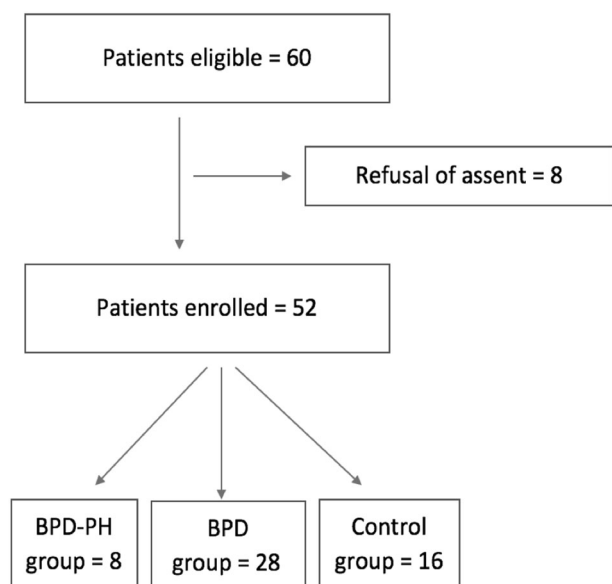 Patients eligible = 60
Refusal of assent = 8
Patients enrolled = 52
BPD-PH
group = 8
BPD
group = 28
Control
group = 16